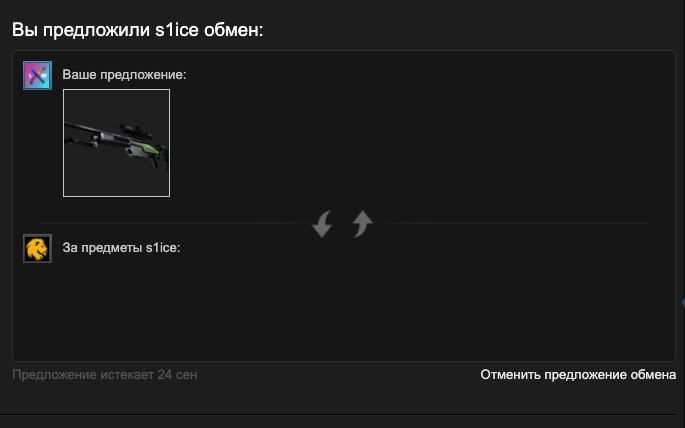 Вы предложили s1ice обмен:
Ваше предложение:
За предметы s1ice:
Предложение истекает 24 сен
Отменить предложение обмена